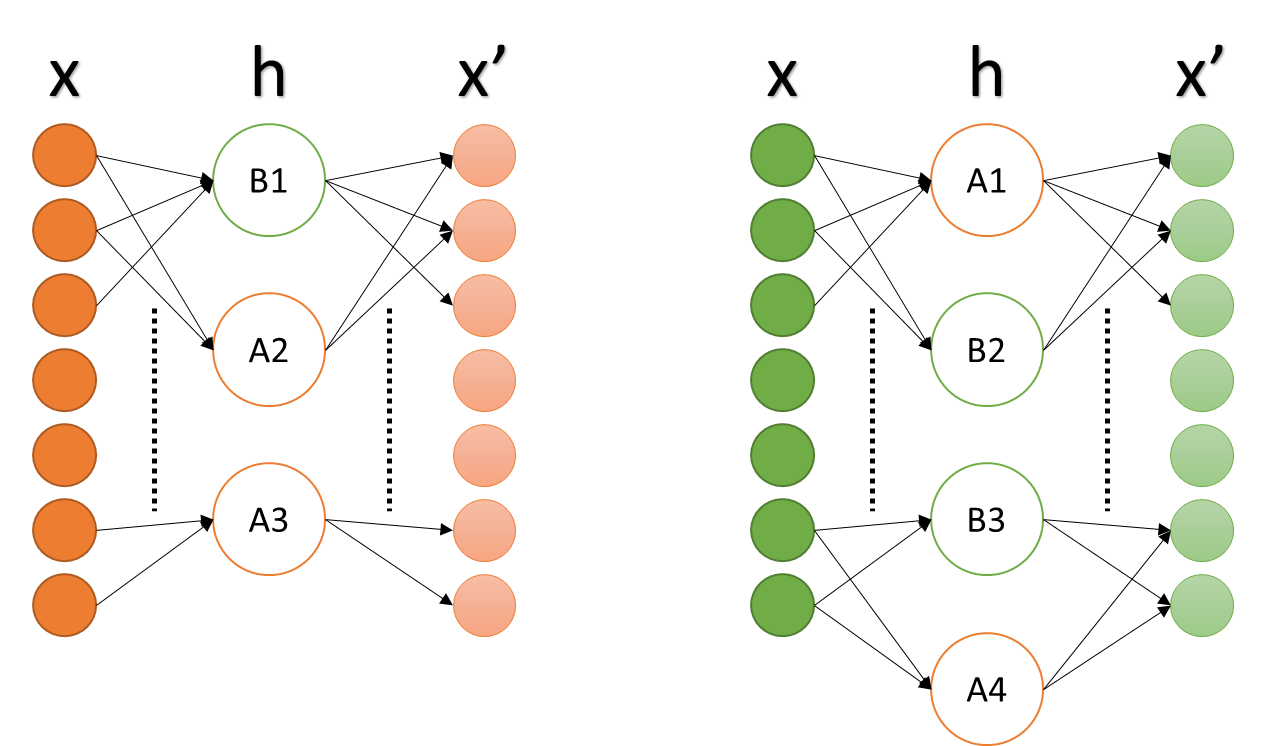 x h x’
B1
A2
A3
x h x’
A1
B2
B3
A4